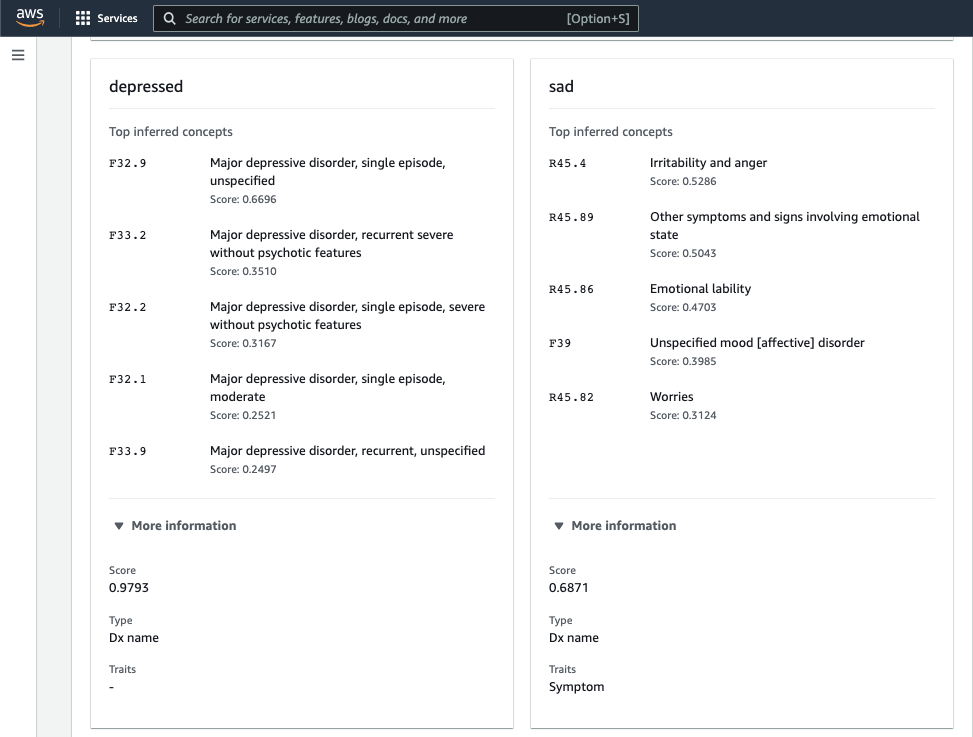 aws
Services
Search for services, features, blogs, docs, and more
[Option+S]
depressed
Top inferred concepts
F32.9
Major depressive disorder, single episode,
unspecified
Score: 0.6696
F33.2
Major depressive disorder, recurrent severe
without psychotic features
Score: 0.3510
F32.2
Major depressive disorder, single episode, severe
without psychotic features
Score: 0.3167
F32.1
Major depressive disorder, single episode,
moderate
Score: 0.2521
F33.9
Major depressive disorder, recurrent, unspecified
Score: 0.2497
More information
Score
0.9793
Type
Dx name
Traits
-
sad
Top inferred concepts
R45.4
Irritability and anger
Score: 0.5286
R45.89
Other symptoms and signs involving emotional
state
Score: 0.5043
R45.86
Emotional lability
Score: 0.4703
F39
Unspecified mood [affective] disorder
Score: 0.3985
R45.82
Worries
Score: 0.3124
More information
Score
0.6871
Type
Dx name
Traits
Symptom